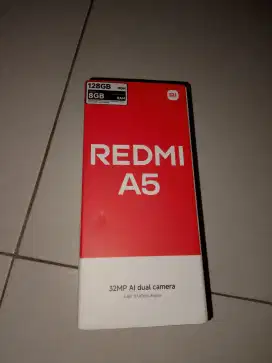 128GB
8GB
REDMI
A5
32MP AI dual camera